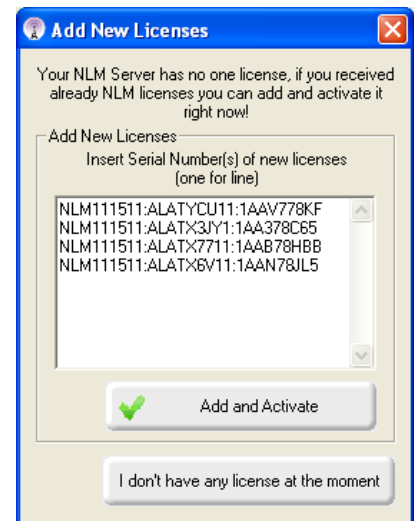 Add New Licenses
Your NLM Server has no one license, if you received
already NLM licenses you can add and activate it
right now!
Add New Licenses
Insert Serial Number(s) of new licenses
(one for line)
NLM111511:ALATYCU11:1AAV778KF
NLM111511:ALATX3JY1:1AA378C65
NLM111511:ALATX7711:1AAB78HBB
NLM111511:ALATX6V11:1AAN78JL5
Add and Activate
I don't have any license at the moment